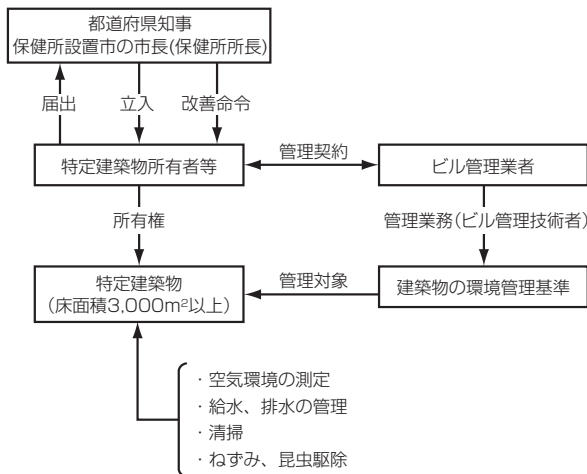 都道府県知事
保健所設置市の市長(保健所所長)
届出
立入
改善命令
特定建築物所有者等
管理契約
ビル管理業者
所有権
管理業務(ビル管理技術者)
特定建築物
(床面積3,000m²以上)
管理対象
建築物の環境管理基準
・空気環境の測定
・給水、排水の管理
・清掃
・ねずみ、昆虫駆除